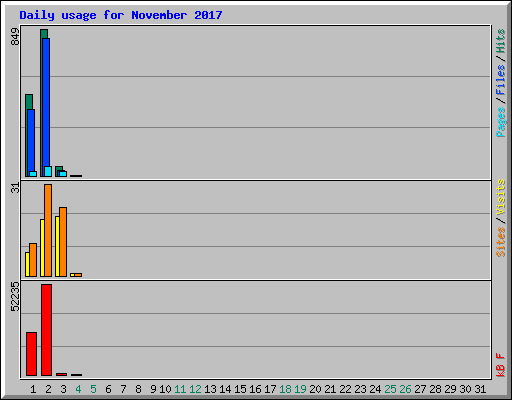 Daily usage for November 2017
849
31
52235
Pages/Files/Hits
Sites/Visits
kB F
1 2 3 4 5 6 7 8 9 10 11 12 13 14 15 16 17 18 19 20 21 22 23 24 25 26 27 28 29 30 31